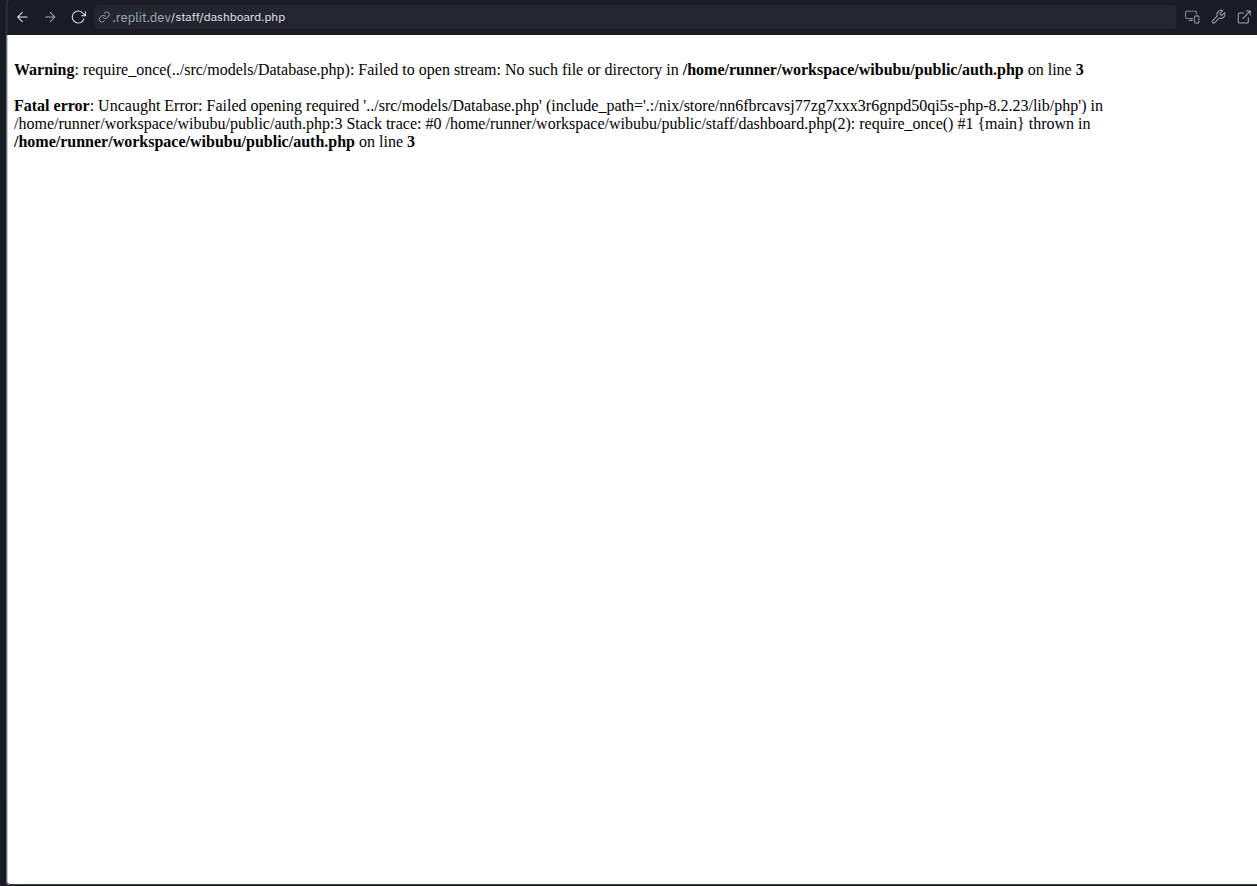 .replit.dev/staff/dashboard.php
Warning: require_once(../src/models/Database.php): Failed to open stream: No such file or directory in /home/runner/workspace/wibubu/public/auth.php on line 3
Fatal error: Uncaught Error: Failed opening required '../src/models/Database.php' (include_path='.:/nix/store/nn6fbrcavsj77zg7xxx3r6gnpd50qi5s-php-8.2.23/lib/php') in
/home/runner/workspace/wibubu/public/auth.php:3 Stack trace: #0 /home/runner/workspace/wibubu/public/staff/dashboard.php(2): require_once() #1 {main} thrown in
/home/runner/workspace/wibubu/public/auth.php on line 3